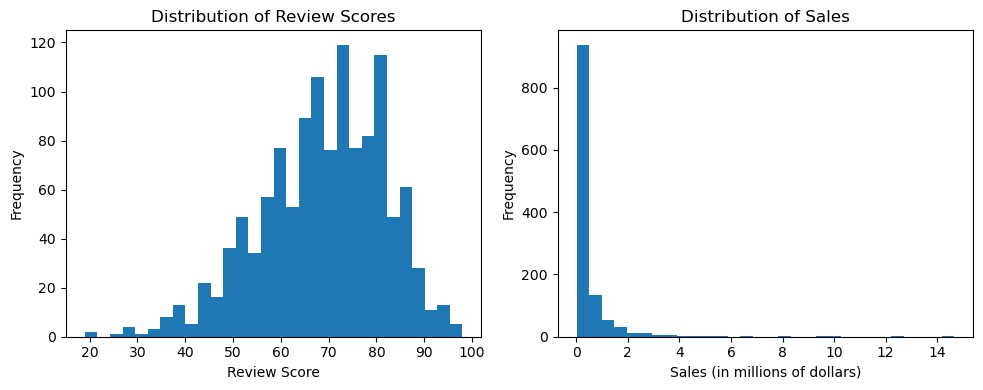 Distribution of Review Scores
120
100
80
60
40
20
0
Frequency
20 30 40 50 60 70 80 90 100
Review Score
Distribution of Sales
800
600
400
200
0
Frequency
0 2 4 6 8 10 12 14
Sales (in millions of dollars)